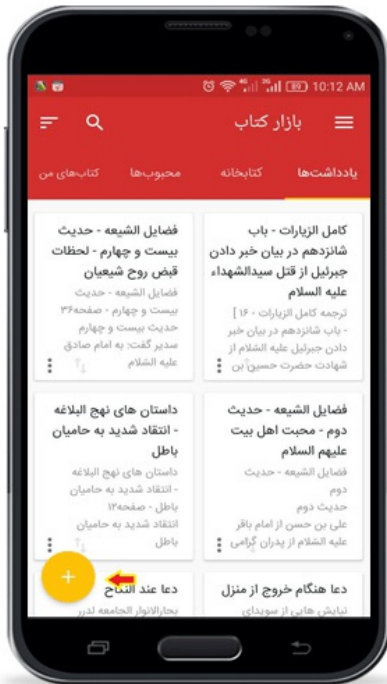 10:12 AM
89
بازار کتاب
یادداشت‌ها کتابخانه محبوب‌ها کتاب‌های من
کامل الزیارات - باب
شانزدهم در بیان خبر دادن
جبرئیل از قتل سیدالشهداء
علیه السلام
ترجمه کامل الزیارات ۰ ۱۶ ]
- باب شانزدهم در بیان خبر
دادن جبرئیل علیه السّلام از
شهادت حضرت حسین بن
فضایل الشیعه - حدیث
بیست و چهارم - لحظات
قبض روح شیعیان
فضایل الشیعه - حدیث
بیست و چهارم - صفحه۳۶
حدیث بیست و چهارم
سدیر گفت: به امام صادق
علیه السّلام
فضایل الشیعه - حدیث
دوم - محبت اهل بیت
علیهم السلام
فضایل الشیعه - حدیث
دوم
حدیث دوم
علی بن حسن از امام باقر
علیه السّلام از پدران گرامی
داستان های نهج البلاغه
- انتقاد شدید به حامیان
باطل
داستان های نهج البلاغه
- انتقاد شدید به حامیان
باطل - صفحه۱۲
انتقاد شدید به حامیان
باطل
دعا هنگام خروج از منزل
نیایش هایی از سویدای
دعا عند النکاح
بحارالانوار الجامعه لدرر